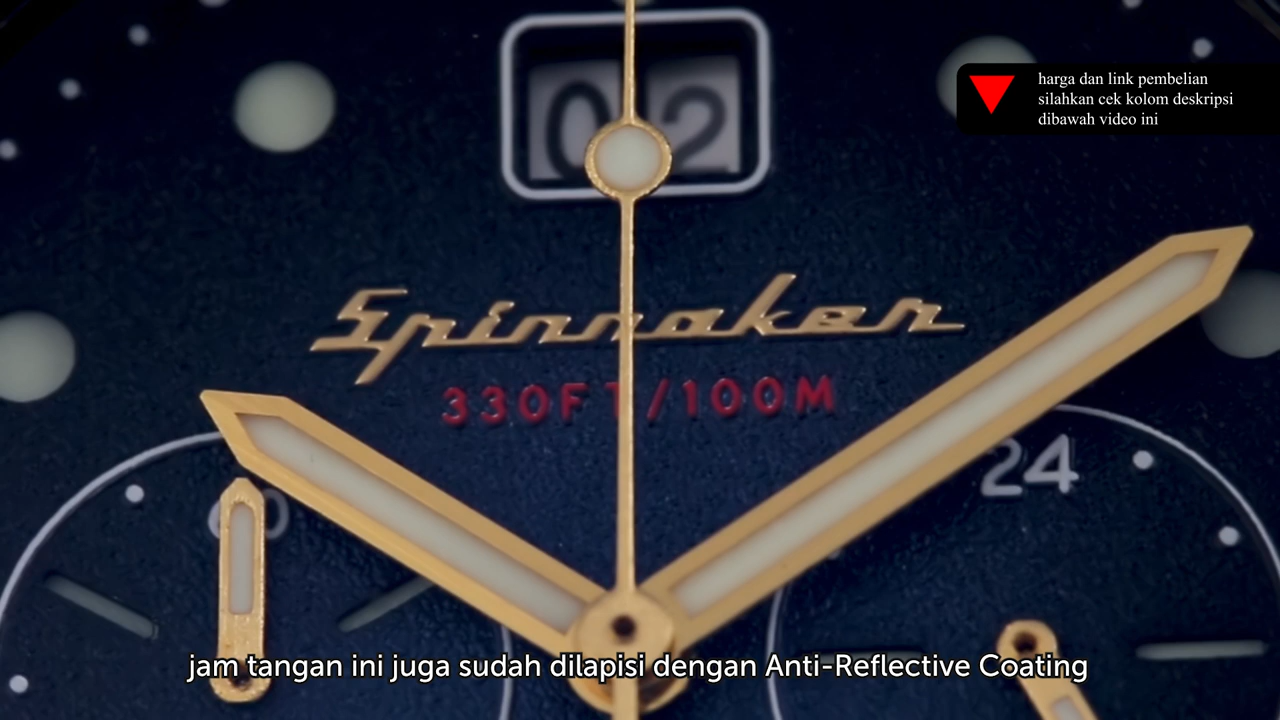 02
harga dan link pembelian
silahkan cek kolom deskripsi
dibawah video ini
Spinnaker
330FT/100M
24
60
jam tangan ini juga sudah dilapisi dengan Anti-Reflective Coating